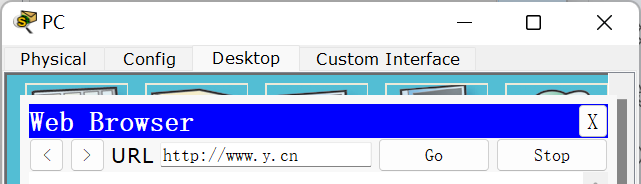 PC
Physical Config Desktop Custom Interface
Web Browser X
< > URL http://www.y.cn Go Stop